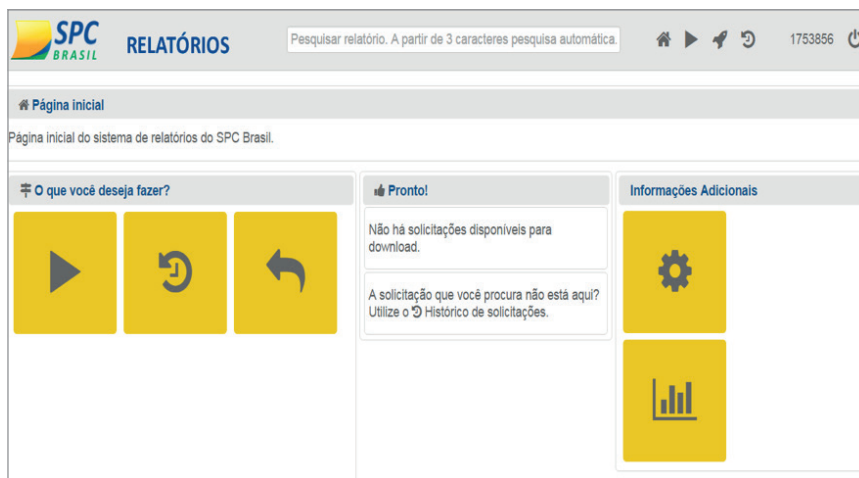 SPC
BRASIL
RELATÓRIOS
Pesquisar relatório. A partir de 3 caracteres pesquisa automática.
1753856
Página inicial
Página inicial do sistema de relatórios do SPC Brasil.
O que você deseja fazer?
Pronto!
Não há solicitações disponíveis para
download.
A solicitação que você procura não está aqui?
Utilize o Histórico de solicitações.
Informações Adicionais